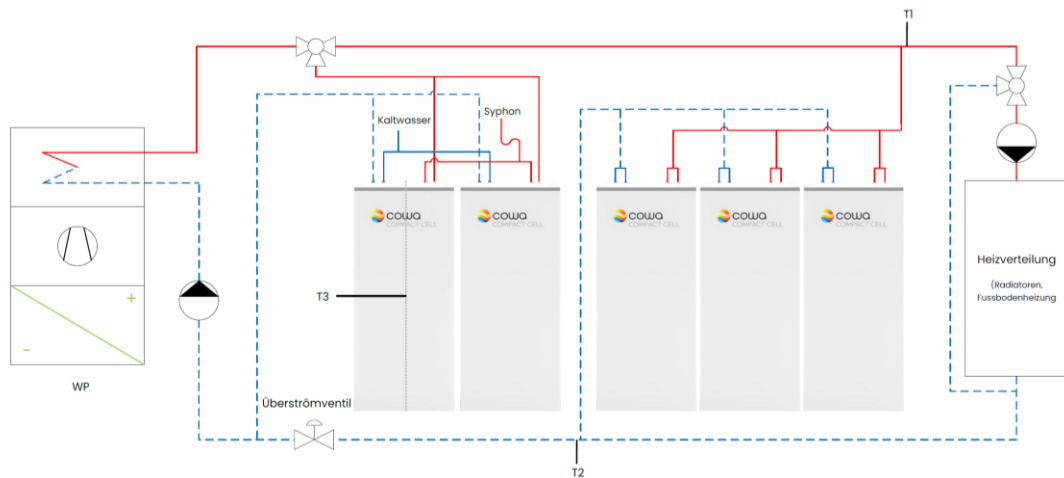 T1
Kaltwasser
Syphon
cowa
COMPACT CELL
cowa
COMPACT CELL
cowa
COMPACT CELL
cowa
COMPACT CELL
cowa
COMPACT CELL
Heizverteilung
(Radiatoren,
Fussbodenheizung
T3
+
-
WP
Überströmventil
T2